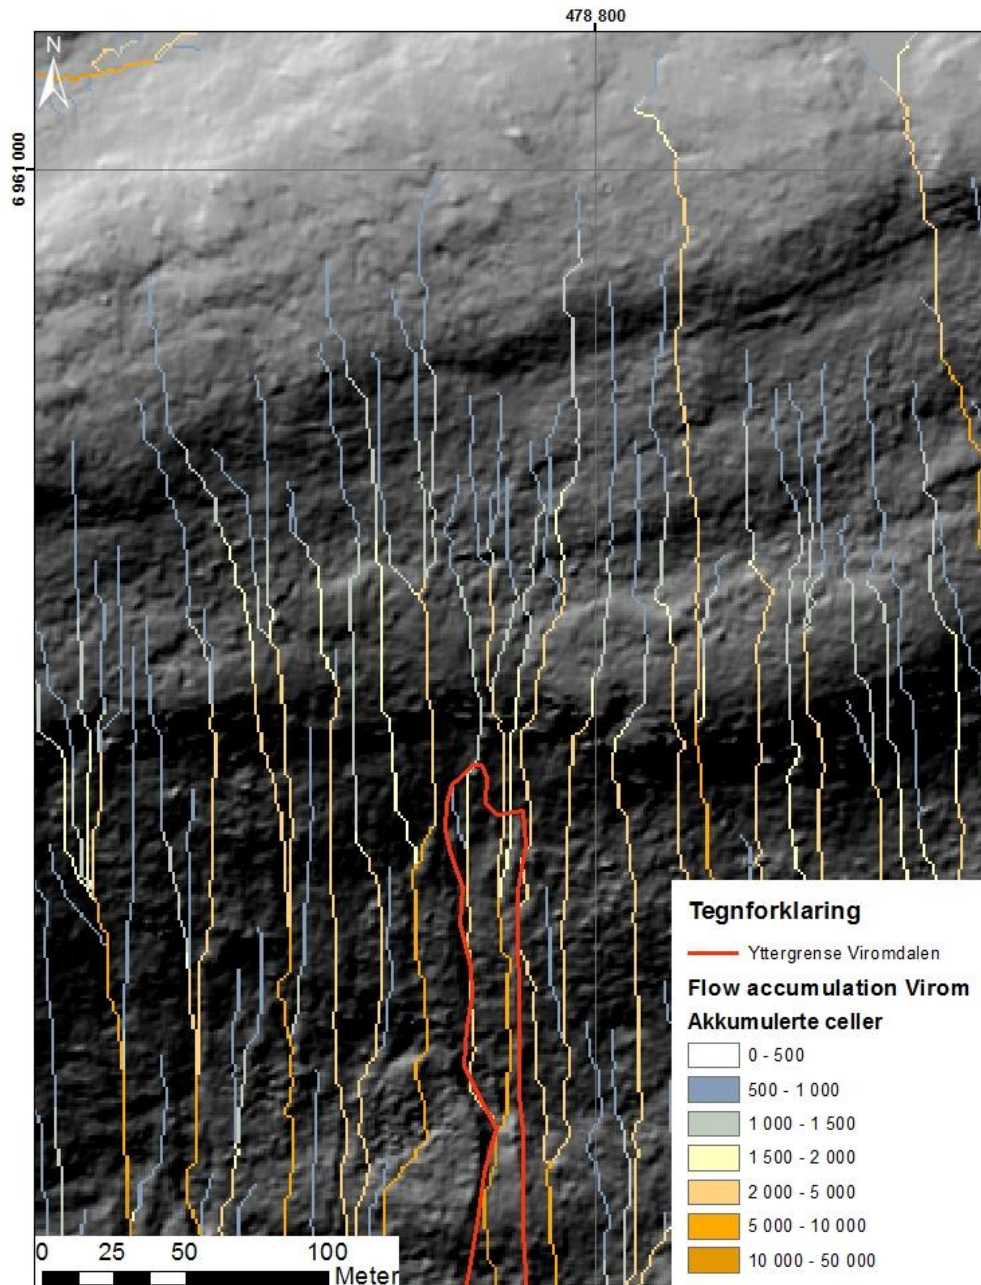 478 800
N
6 961 000
Tegnforklaring
Yttergrense Viromdalen
Flow accumulation Virom
Akkumulerte celler
0 - 500
500 - 1 000
1 000 - 1 500
1 500 - 2 000
2 000 - 5 000
5 000 - 10 000
10 000 - 50 000
0 25 50 100
Meter